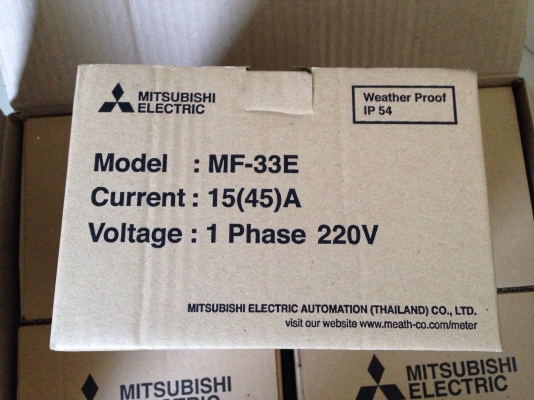 MITSUBISHI
ELECTRIC
Weather Proof
IP 54
Model : MF-33E
Current : 15(45)A
Voltage : 1 Phase 220V
MITSUBISHI ELECTRIC AUTOMATION (THAILAND) CO., LTD.
visit our website www.meath-co.com/meter
MITSUBISHI
ELECTRIC
MITSUBISHI
ELECTRIC